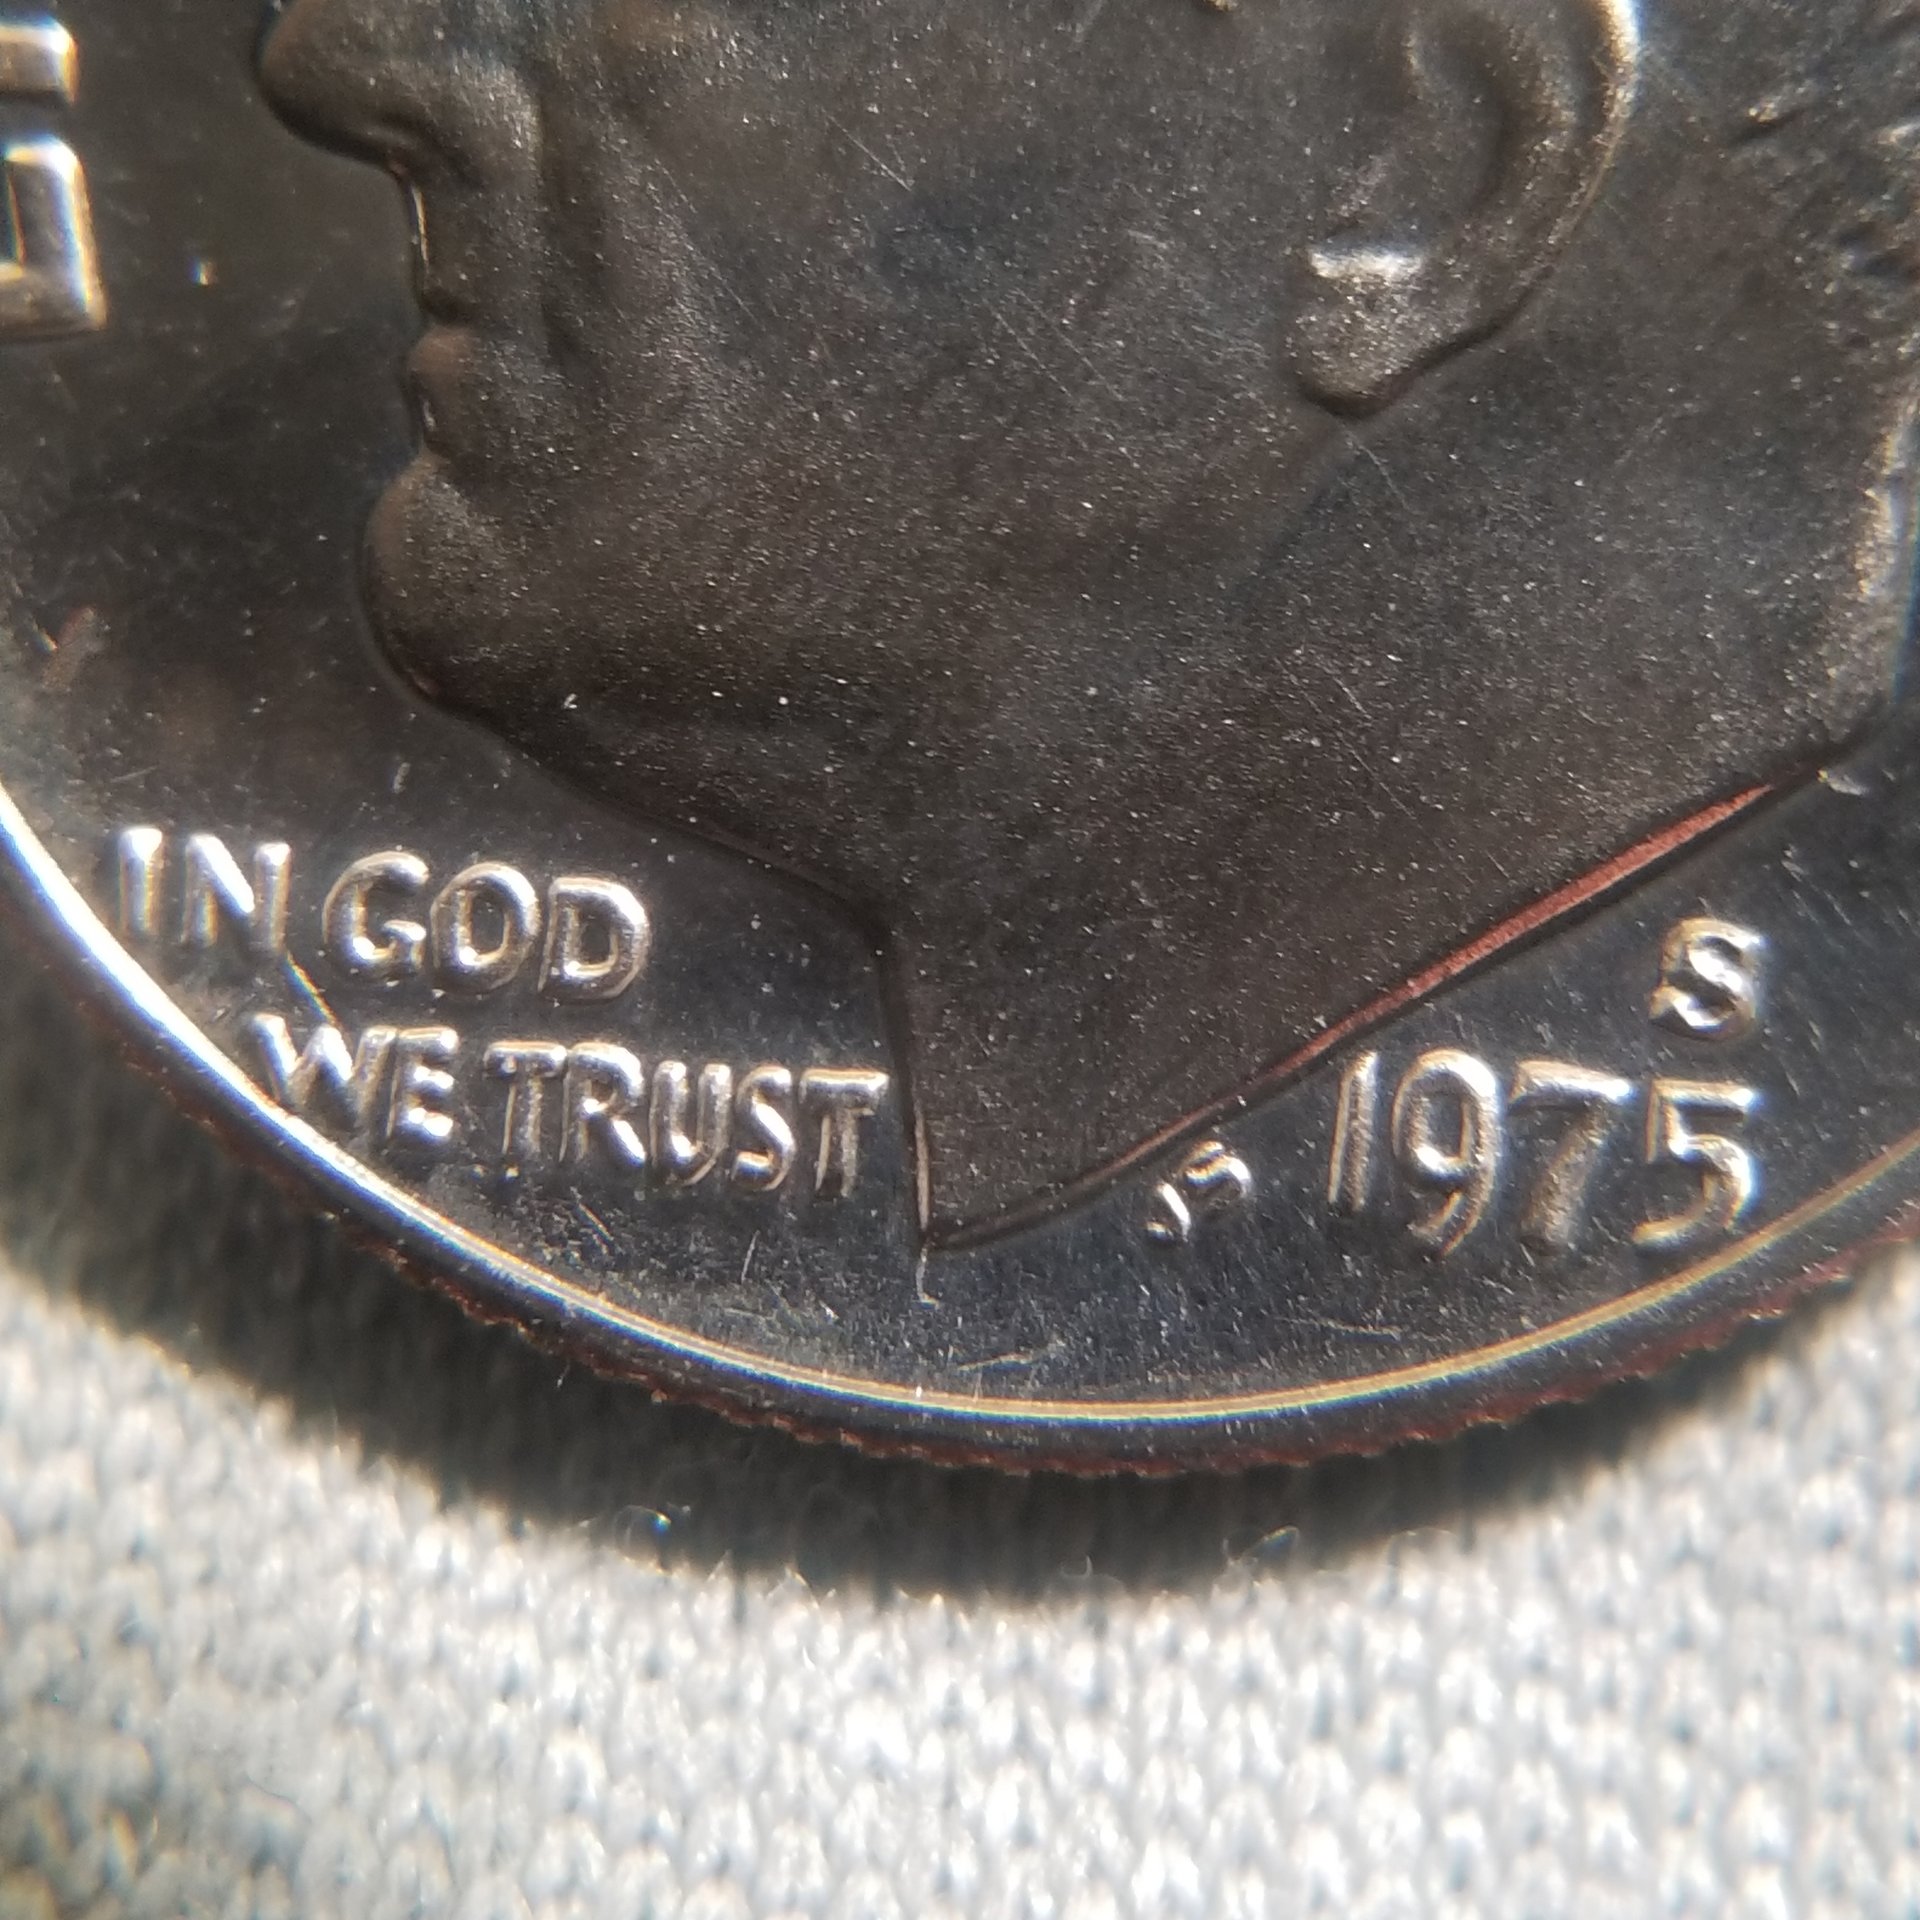 IN GOD
WE TRUST
JS
S
1975